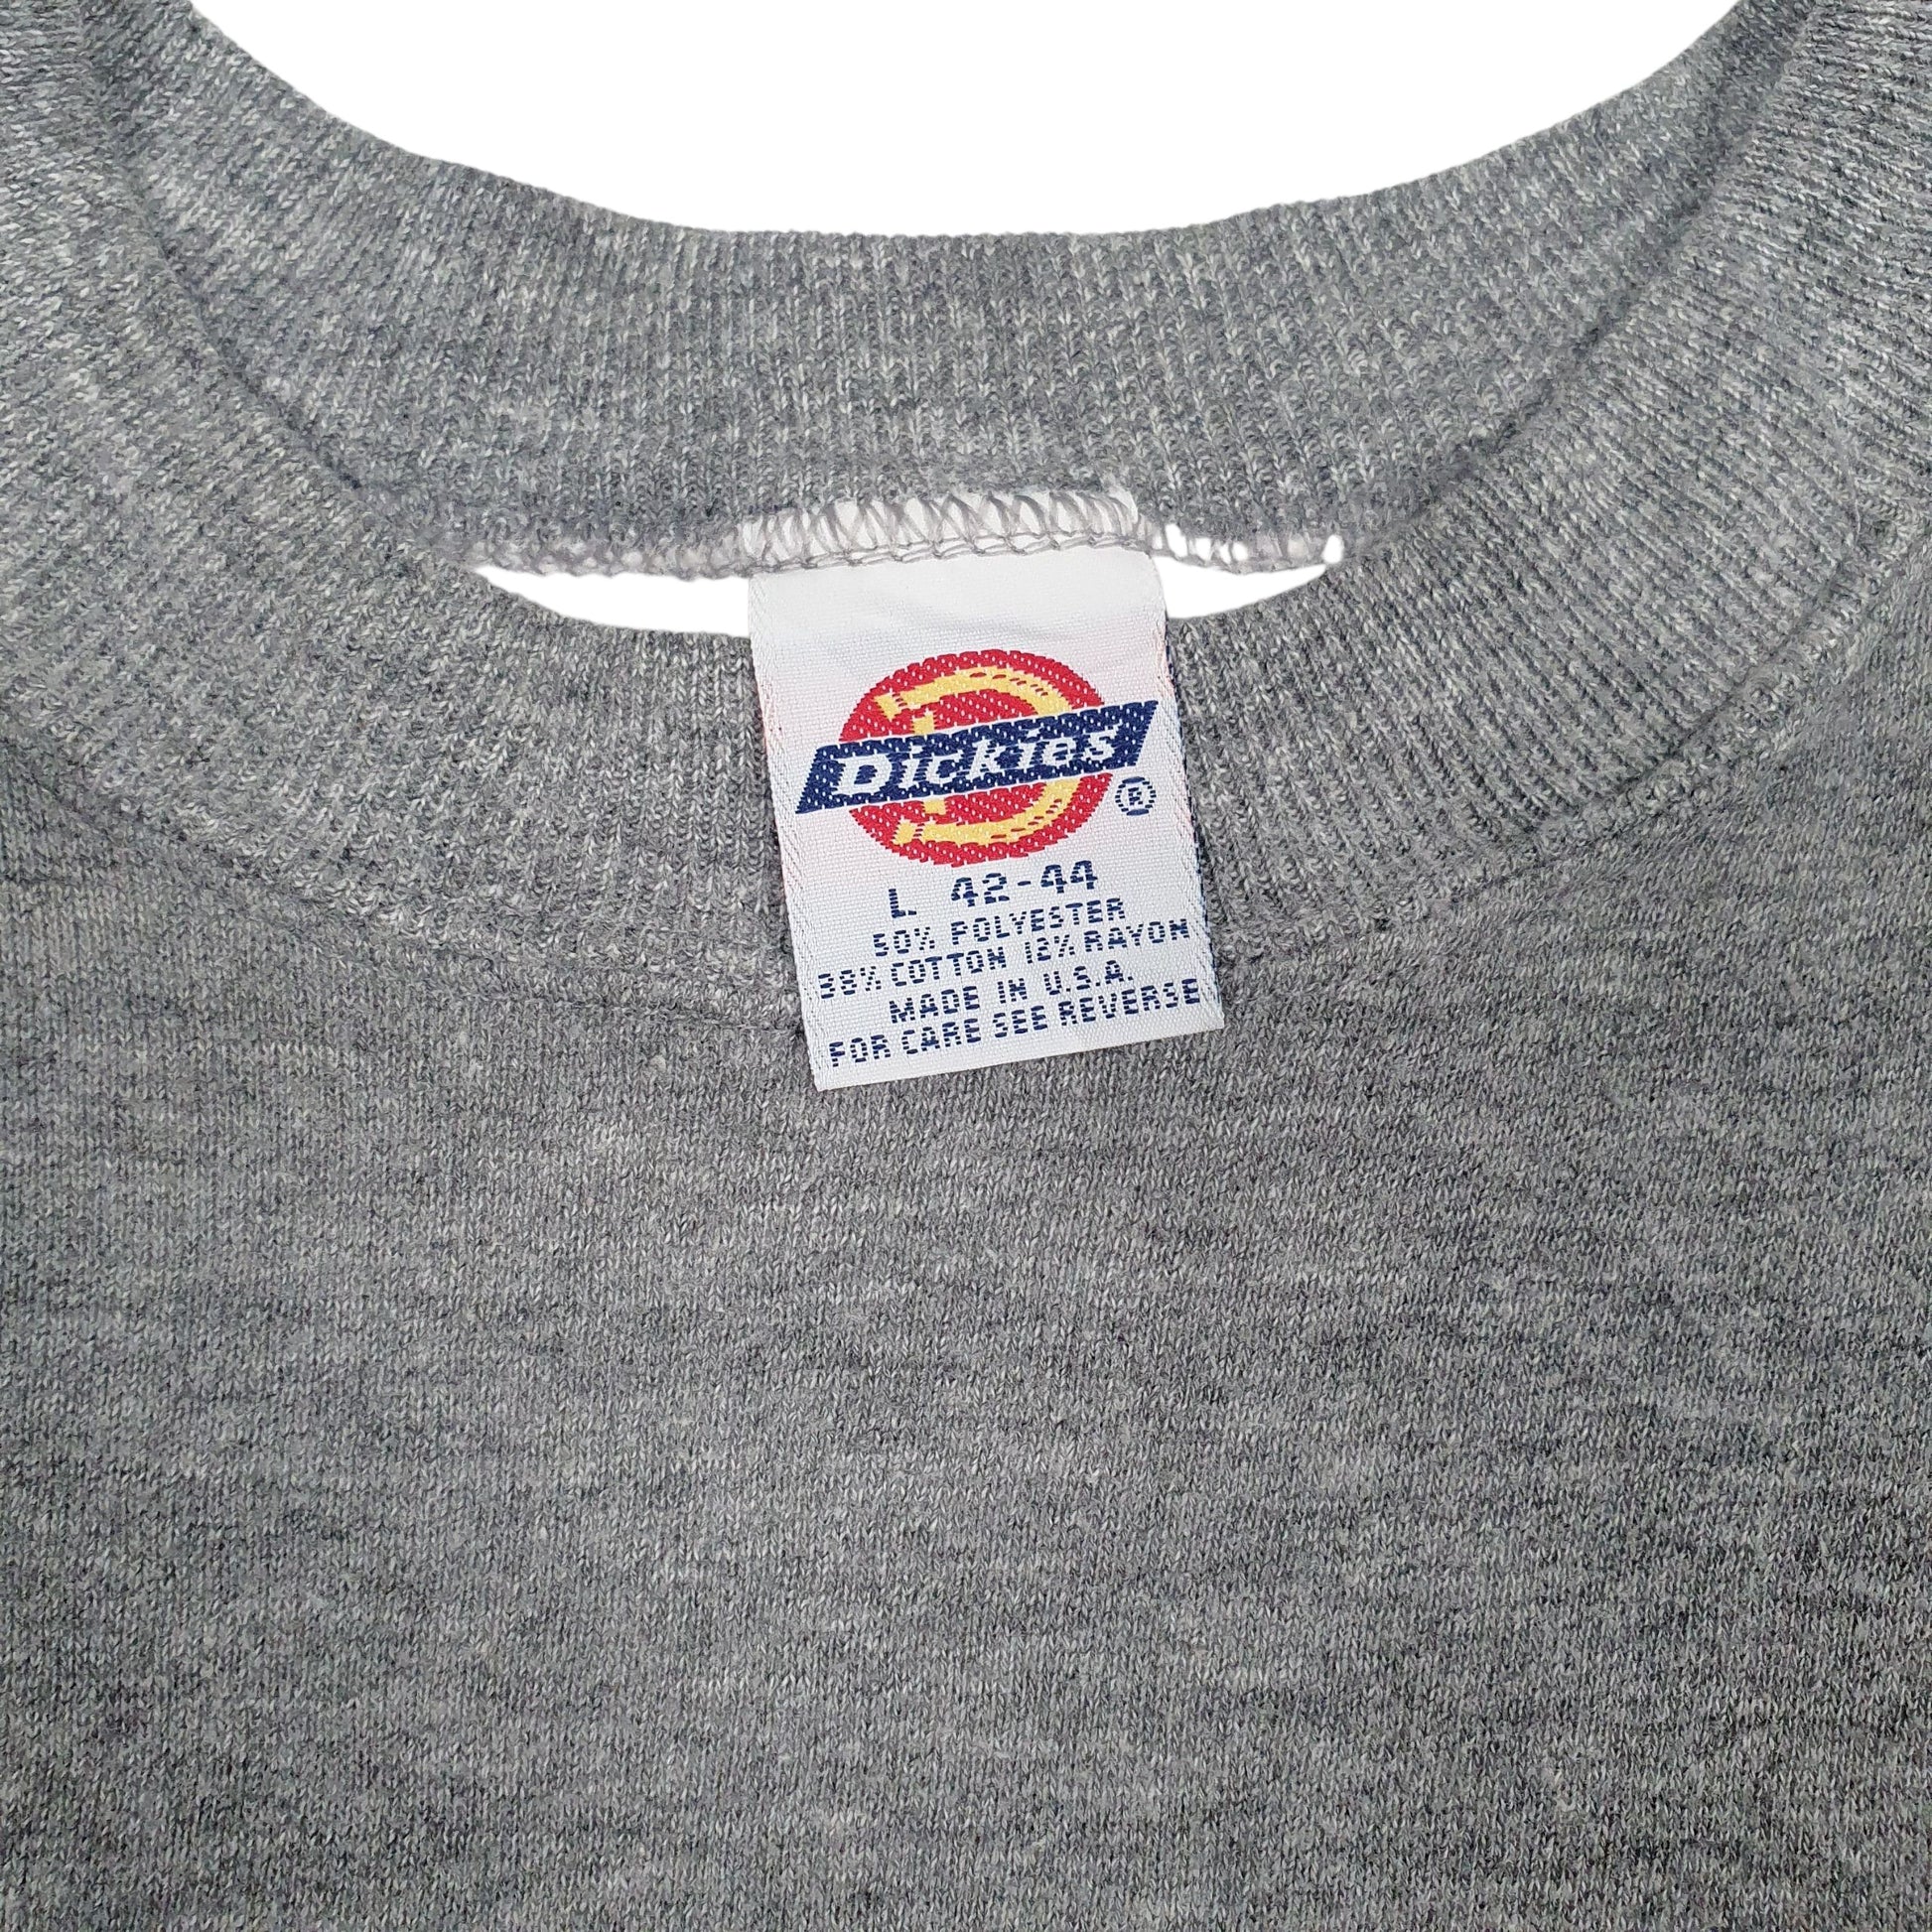 Dickies
®
L 42-44
50% POLYESTER
38% COTTON 12% RAYON
MADE IN U.S.A.
FOR CARE SEE REVERSE